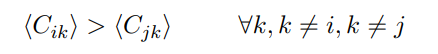 ⟨C_{ik}⟩ > ⟨C_{jk}⟩ ∀k, k ≠ i, k ≠ j